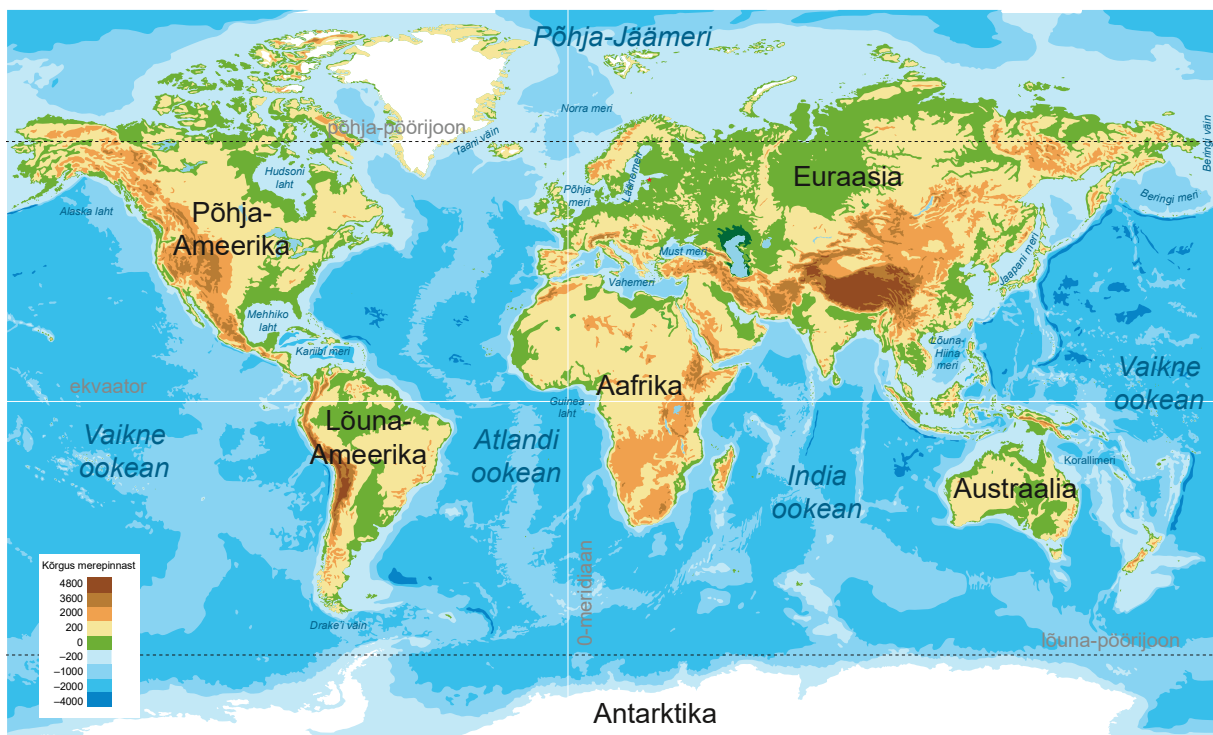 Põhja-Jäämeri
Norra meri
põhja-pöörijoon
Taani väin
Beringi väin
Hudsoni
laht
Põhja-
meri
Läänemeri
Euraasia
Alaska laht
Põhja-
Ameerika
Beringi meri
Must meri
Jaapani meri
Vahemeri
Mehhiko
laht
Kariibi meri
Lõuna-
Hiina
meri
Vaikne
ookean
ekvaator
Aafrika
Guinea
laht
Lõuna-
Ameerika
Vaikne
ookean
Atlandi
ookean
India
ookean
Korallimeri
Austraalia
0-meridiaan
Kõrgus merepinnast
4800
3600
2000
200
0
–200
–1000
–2000
–4000
Drake'i väin
lõuna-pöörijoon
Antarktika